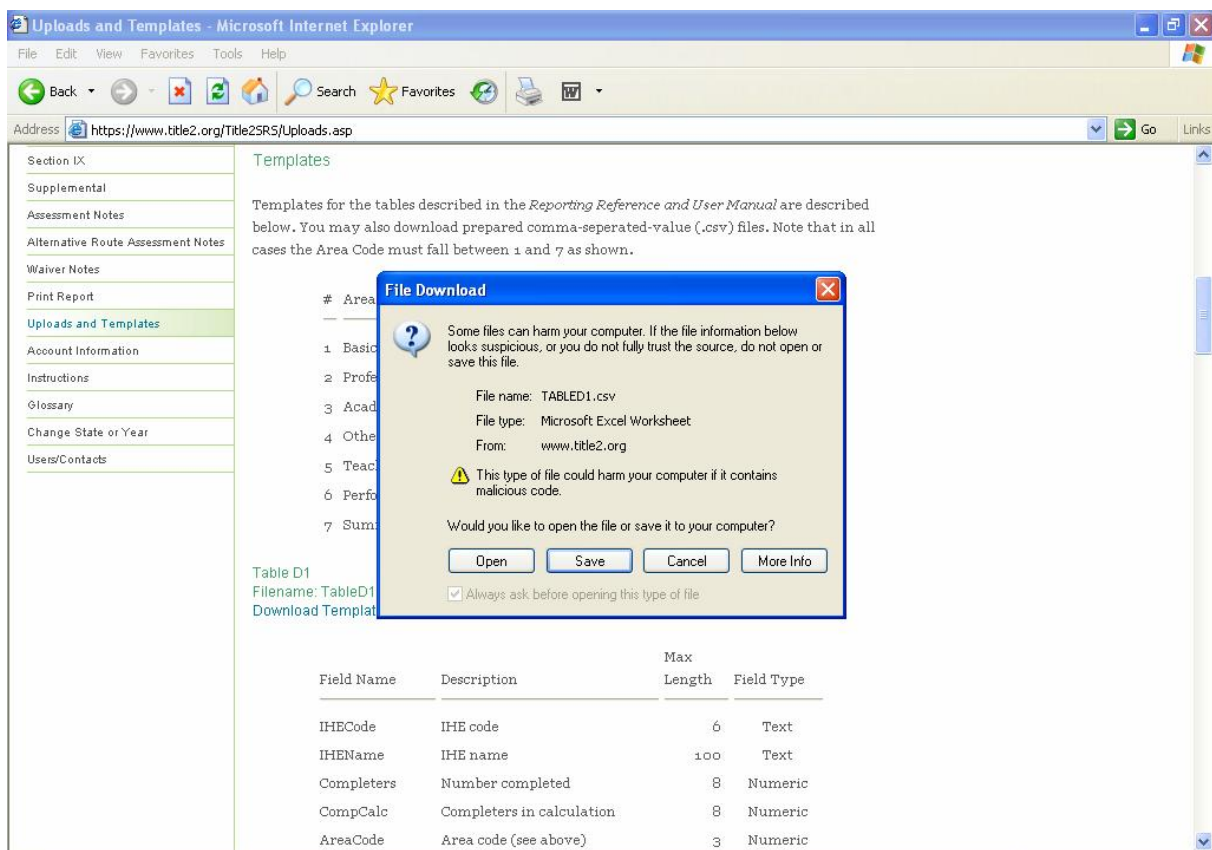 Uploads and Templates - Microsoft Internet Explorer
File Edit View Favorites Tools Help
Back Search Favorites
Address https://www.title2.org/Title2SRS/Uploads.asp Go Links
Section IX
Supplemental
Assessment Notes
Alternative Route Assessment Notes
Waiver Notes
Print Report
Uploads and Templates
Account Information
Instructions
Glossary
Change State or Year
Users/Contacts
Templates
Templates for the tables described in the Reporting Reference and User Manual are described
below. You may also download prepared comma-seperated-value (.csv) files. Note that in all
cases the Area Code must fall between 1 and 7 as shown.
# Area
1 Basic
2 Profe
3 Acad
4 Othe
5 Teac
6 Perfo
7 Sum
File Download
Some files can harm your computer. If the file information below
looks suspicious, or you do not fully trust the source, do not open or
save this file.
File name: TABLED1.csv
File type: Microsoft Excel Worksheet
From: www.title2.org
This type of file could harm your computer if it contains
malicious code.
Would you like to open the file or save it to your computer?
Open Save Cancel More Info
Always ask before opening this type of file
Table D1
Filename: TableD1
Download Templat
Max
Field Name Description Length Field Type
IHECode IHE code 6 Text
IHEName IHE name 100 Text
Completers Number completed 8 Numeric
CompCalc Completers in calculation 8 Numeric
AreaCode Area code (see above) 3 Numeric